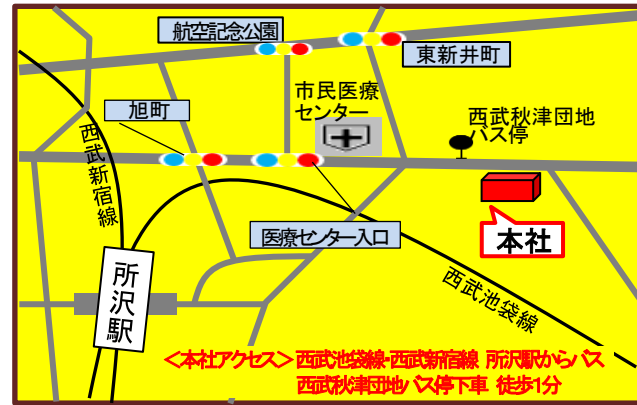 航空記念公園
東新井町
旭町
市民医療
センター
西武秋津団地
バス停
西武新宿線
本社
医療センター入口
所沢駅
西武池袋線
＜本社アクセス＞西武池袋線・西武新宿線 所沢駅からバス
西武秋津団地バス停下車 徒歩1分